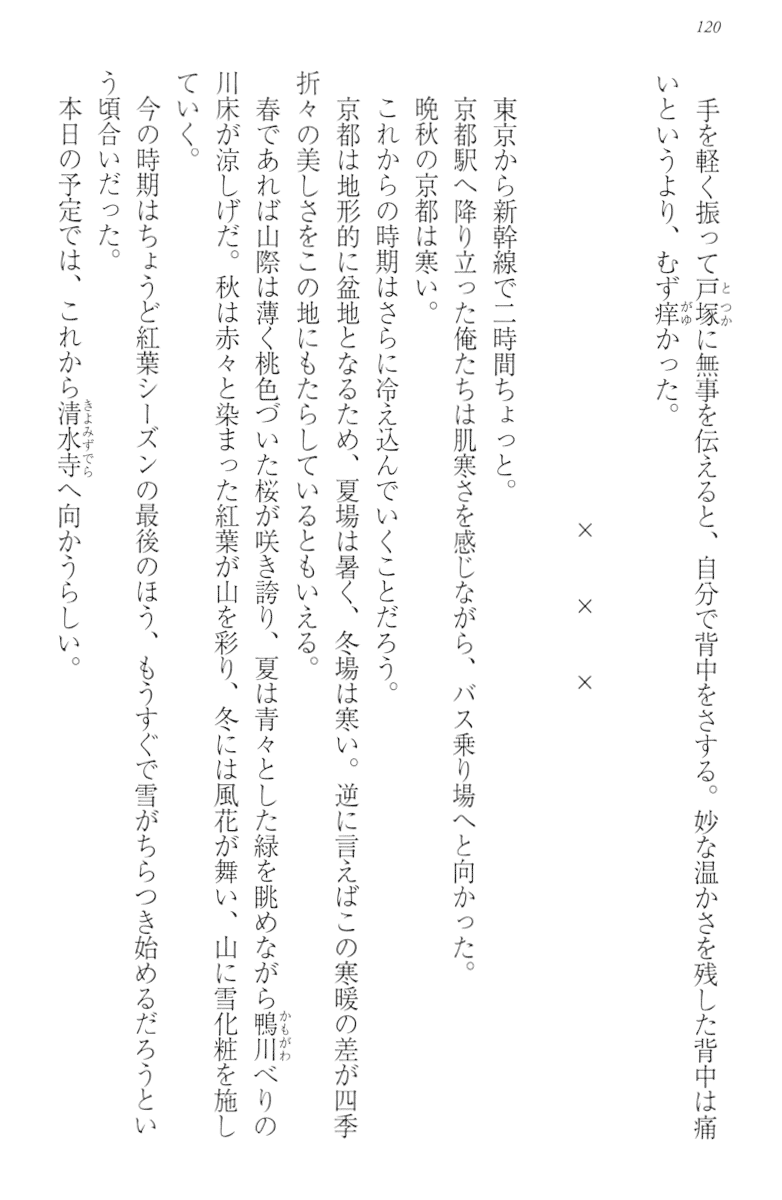 120
手を軽く振って戸塚に無事を伝えると、自分で背中をさする。妙な温かさを残した背中は痛
とつか
いというより、むず痒かった。
がゆ
× × ×
東京から新幹線で二時間ちょっと。
京都駅へ降り立った俺たちは肌寒さを感じながら、バス乗り場へと向かった。
晩秋の京都は寒い。
これからの時期はさらに冷え込んでいくことだろう。
京都は地形的に盆地となるため、夏場は暑く、冬場は寒い。逆に言えばこの寒暖の差が四季
折々の美しさをこの地にもたらしているともいえる。
春であれば山際は薄く桃色づいた桜が咲き誇り、夏は青々とした緑を眺めながら鴨川べりの
かもがわ
川床が涼しげだ。秋は赤々と染まった紅葉が山を彩り、冬には風花が舞い、山に雪化粧を施し
ていく。
今の時期はちょうど紅葉シーズンの最後のほう、もうすぐで雪がちらつき始めるだろうとい
う頃合いだった。
本日の予定では、これから清水寺へ向かうらしい。
きよみずでら